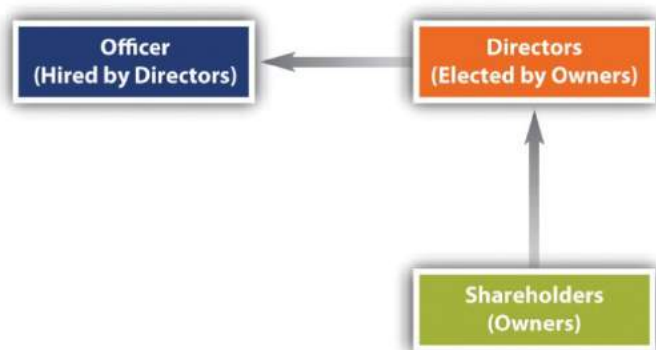 Officer
(Hired by Directors)
Directors
(Elected by Owners)
Shareholders
(Owners)